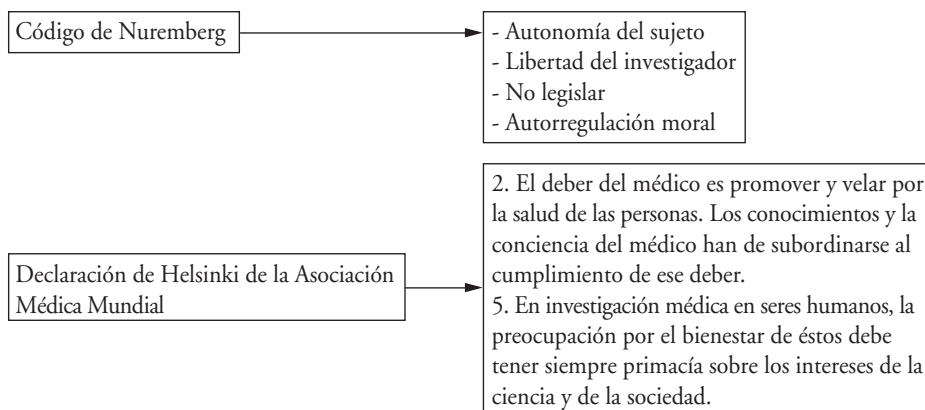 Código de Nuremberg
- Autonomía del sujeto
- Libertad del investigador
- No legislar
- Autorregulación moral
Declaración de Helsinki de la Asociación
Médica Mundial
2. El deber del médico es promover y velar por
la salud de las personas. Los conocimientos y la
conciencia del médico han de subordinarse al
cumplimiento de ese deber.
5. En investigación médica en seres humanos, la
preocupación por el bienestar de éstos debe
tener siempre primacía sobre los intereses de la
ciencia y de la sociedad.